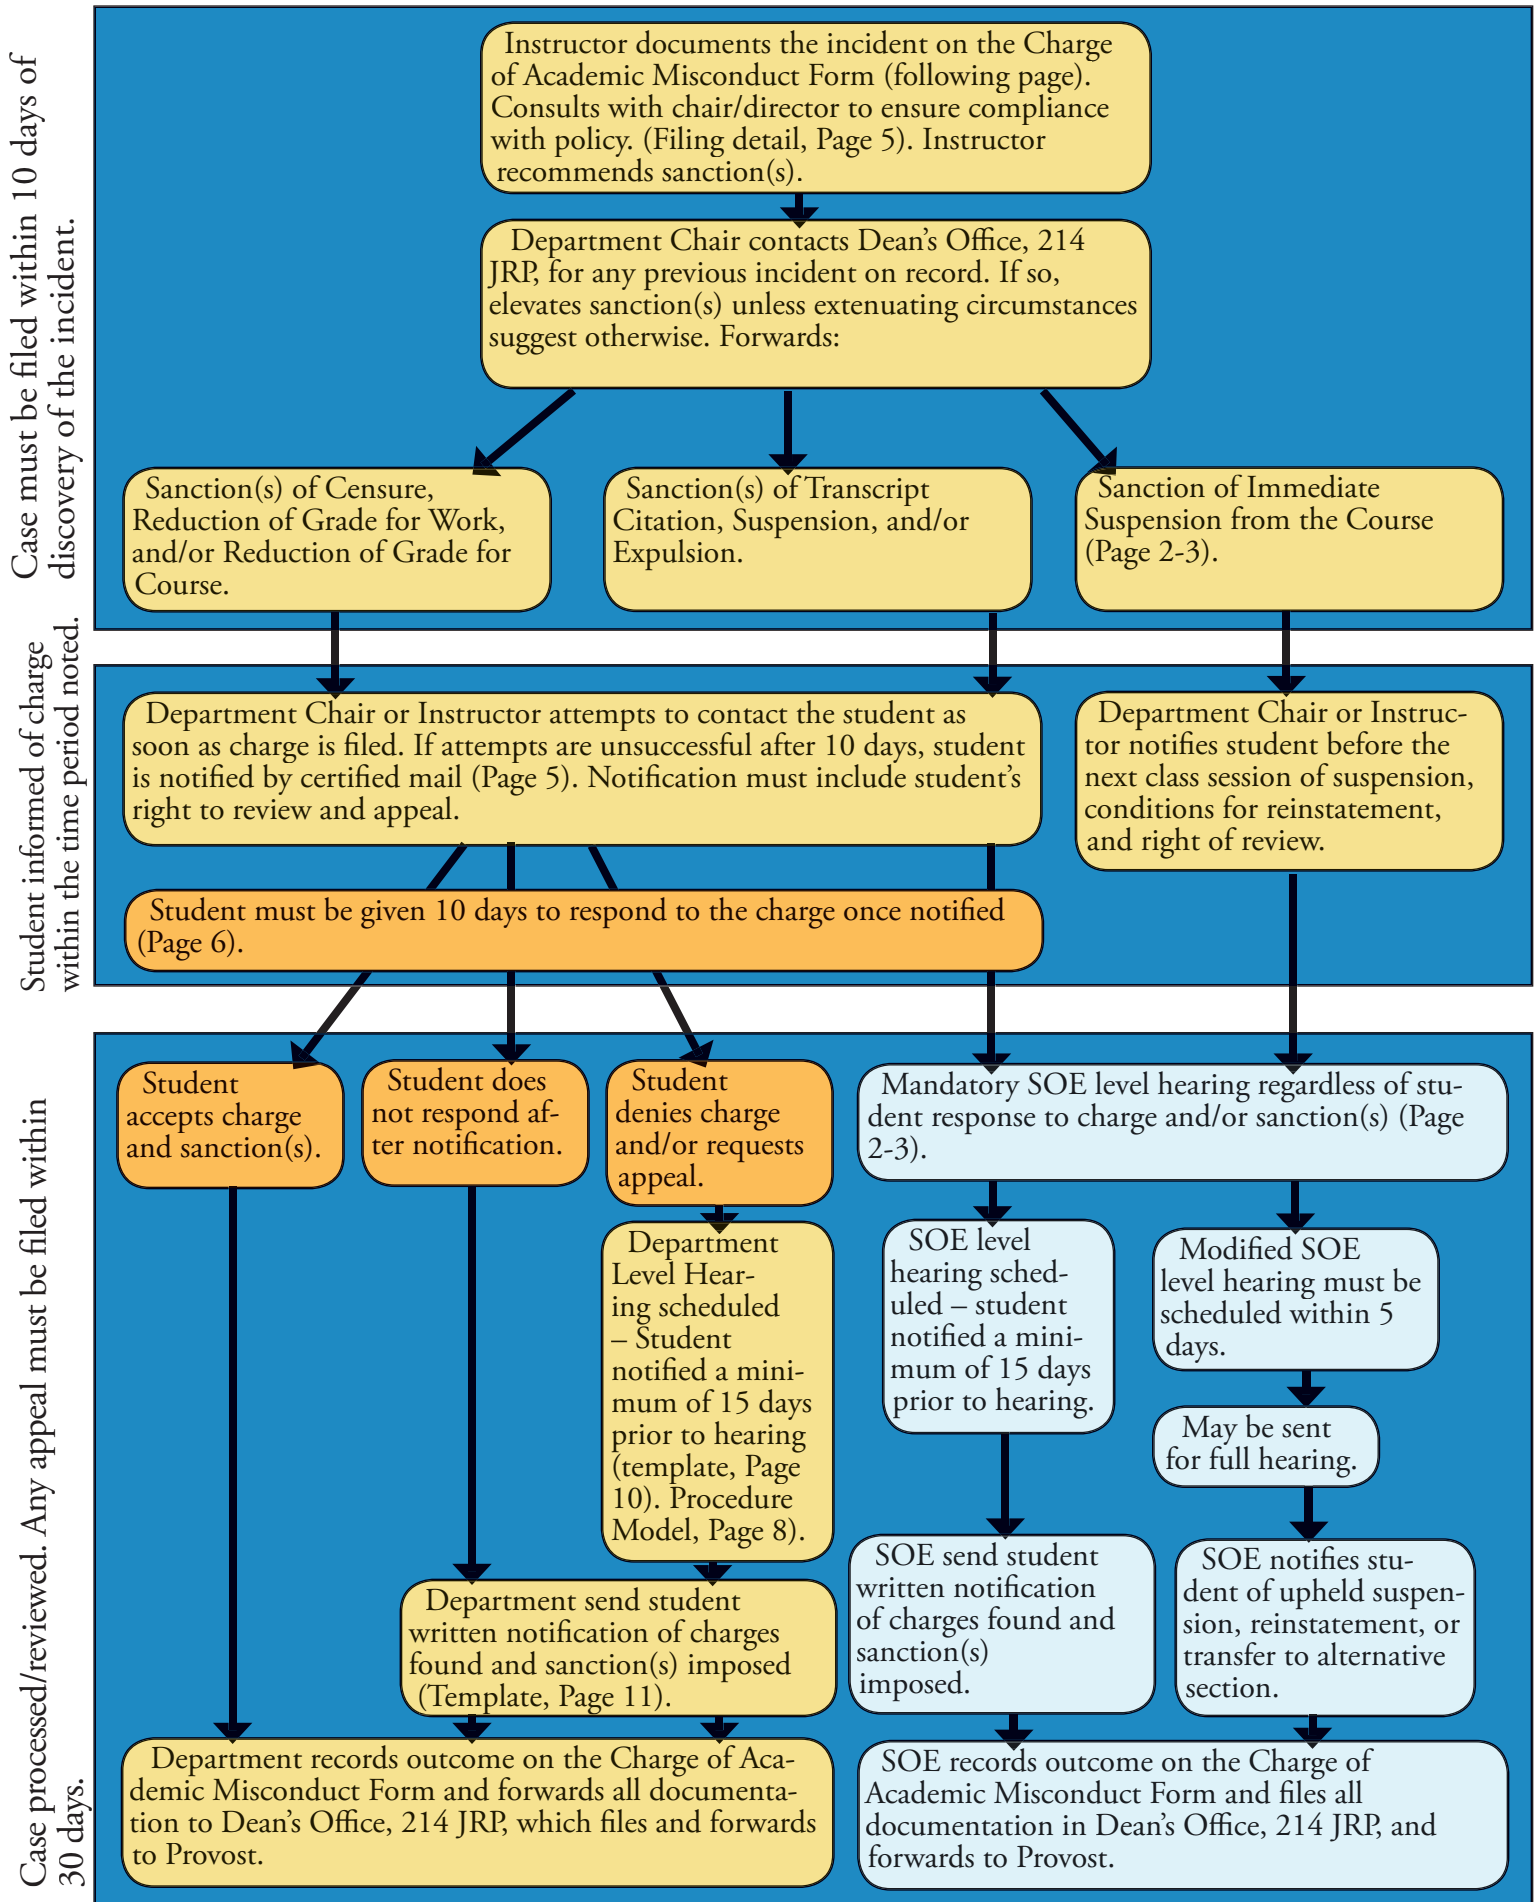 Case must be filed within 10 days of
discovery of the incident.
Instructor documents the incident on the Charge
of Academic Misconduct Form (following page).
Consults with chair/director to ensure compliance
with policy. (Filing detail, Page 5). Instructor
recommends sanction(s).
Department Chair contacts Dean’s Office, 214
JRP, for any previous incident on record. If so,
elevates sanction(s) unless extenuating circumstances
suggest otherwise. Forwards:
Sanction(s) of Censure,
Reduction of Grade for Work,
and/or Reduction of Grade for
Course.
Sanction(s) of Transcript
Citation, Suspension, and/or
Expulsion.
Sanction of Immediate
Suspension from the Course
(Page 2-3).
Student informed of charge
within the time period noted.
Department Chair or Instructor attempts to contact the student as
soon as charge is filed. If attempts are unsuccessful after 10 days, student
is notified by certified mail (Page 5). Notification must include student’s
right to review and appeal.
Department Chair or Instruc-
tor notifies student before the
next class session of suspension,
conditions for reinstatement,
and right of review.
Student must be given 10 days to respond to the charge once notified
(Page 6).
Case processed/reviewed. Any appeal must be filed within
30 days.
Student
accepts charge
and sanction(s).
Student does
not respond af-
ter notification.
Student
denies charge
and/or requests
appeal.
Mandatory SOE level hearing regardless of stu-
dent response to charge and/or sanction(s) (Page
2-3).
Department
Level Hear-
ing scheduled
– Student
notified a mini-
mum of 15 days
prior to hearing
(template, Page
10). Procedure
Model, Page 8).
SOE level
hearing sched-
uled – student
notified a mini-
mum of 15 days
prior to hearing.
Modified SOE
level hearing must be
scheduled within 5
days.
May be sent
for full hearing.
Department send student
written notification of charges
found and sanction(s) imposed
(Template, Page 11).
SOE send student
written notification
of charges found and
sanction(s)
imposed.
SOE notifies stu-
dent of upheld suspen-
sion, reinstatement, or
transfer to alternative
section.
Department records outcome on the Charge of Aca-
demic Misconduct Form and forwards all documenta-
tion to Dean’s Office, 214 JRP, which files and forwards
to Provost.
SOE records outcome on the Charge of
Academic Misconduct Form and files all
documentation in Dean’s Office, 214 JRP, and
forwards to Provost.